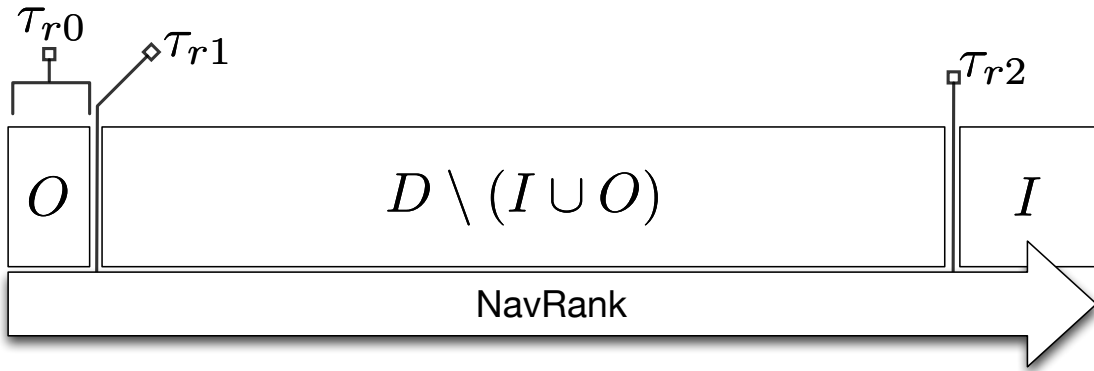 τr0
τr1
τr2
O
D \ (I ∪ O)
I
NavRank